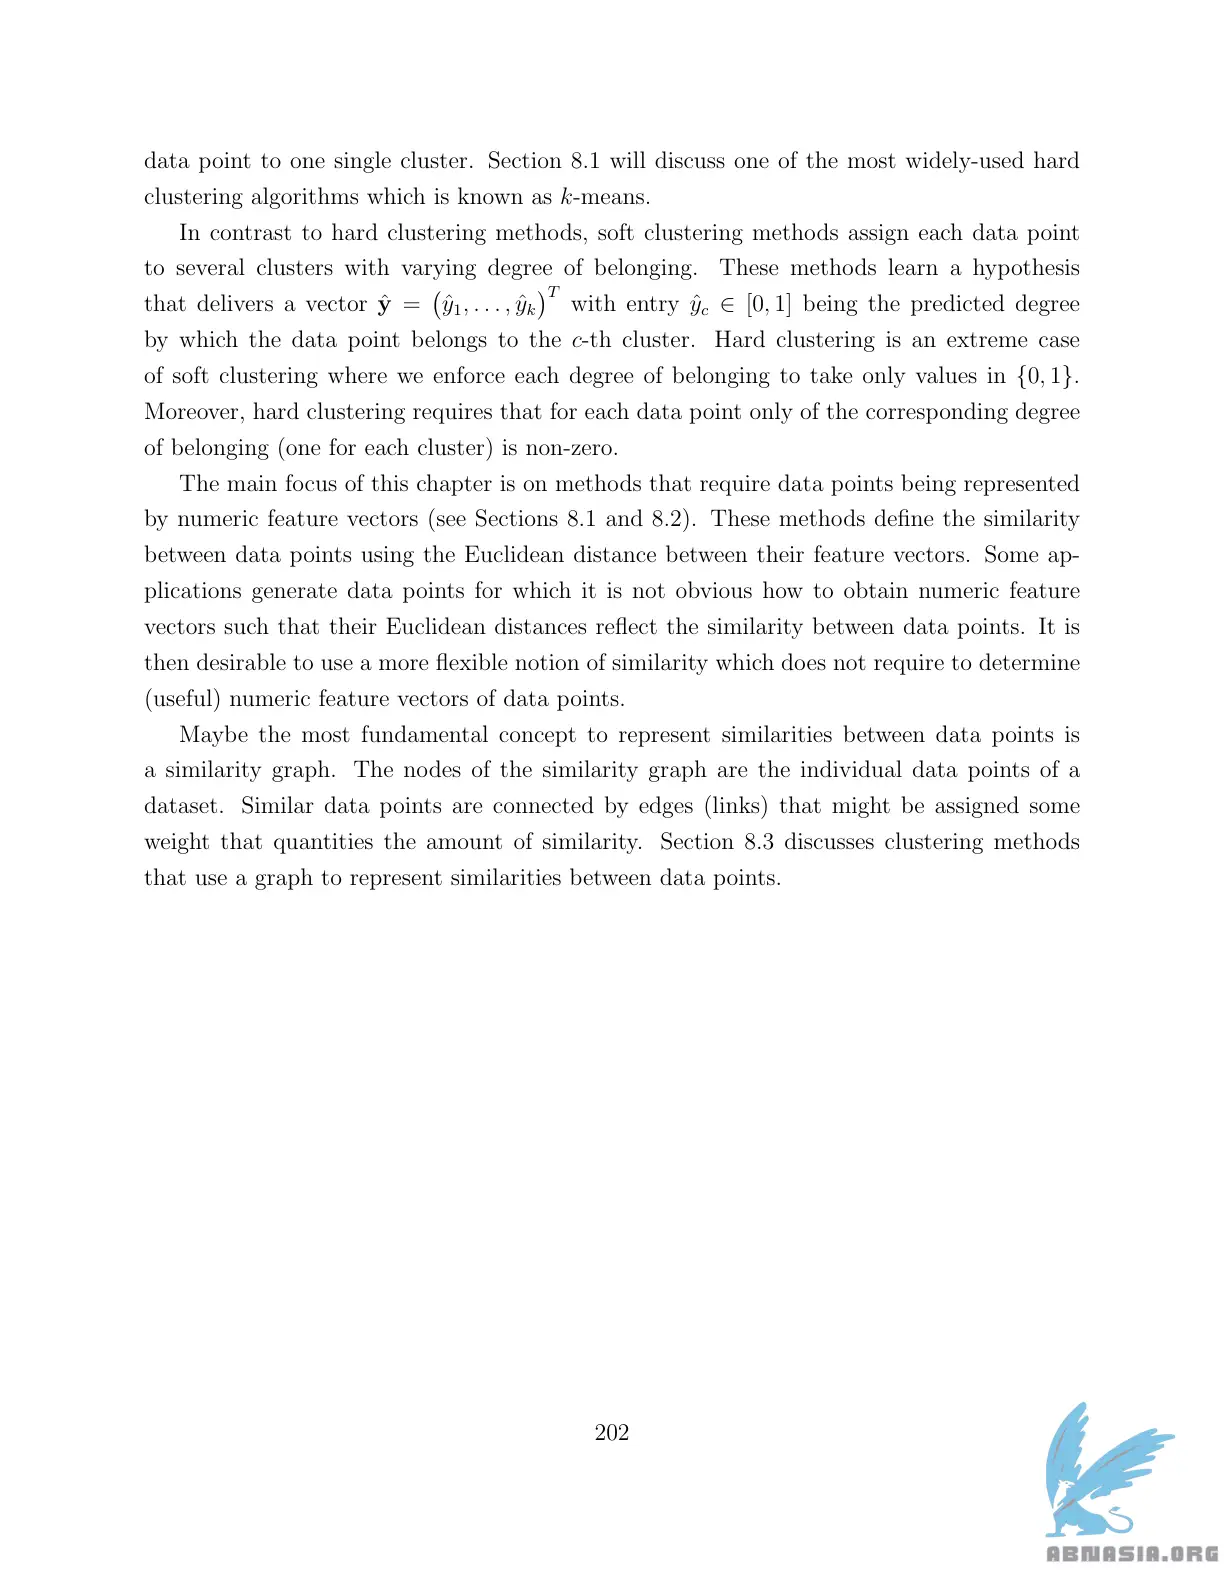 data point to one single cluster. Section 8.1 will discuss one of the most widely-used hard
clustering algorithms which is known as k-means.
In contrast to hard clustering methods, soft clustering methods assign each data point
to several clusters with varying degree of belonging. These methods learn a hypothesis
that delivers a vector ŷ = (ŷ₁, . . . , ŷₖ)ᵀ with entry ŷ_c ∈ [0, 1] being the predicted degree
by which the data point belongs to the c-th cluster. Hard clustering is an extreme case
of soft clustering where we enforce each degree of belonging to take only values in {0, 1}.
Moreover, hard clustering requires that for each data point only of the corresponding degree
of belonging (one for each cluster) is non-zero.
The main focus of this chapter is on methods that require data points being represented
by numeric feature vectors (see Sections 8.1 and 8.2). These methods define the similarity
between data points using the Euclidean distance between their feature vectors. Some ap-
plications generate data points for which it is not obvious how to obtain numeric feature
vectors such that their Euclidean distances reflect the similarity between data points. It is
then desirable to use a more flexible notion of similarity which does not require to determine
(useful) numeric feature vectors of data points.
Maybe the most fundamental concept to represent similarities between data points is
a similarity graph. The nodes of the similarity graph are the individual data points of a
dataset. Similar data points are connected by edges (links) that might be assigned some
weight that quantities the amount of similarity. Section 8.3 discusses clustering methods
that use a graph to represent similarities between data points.
202
ABNASIA.ORG